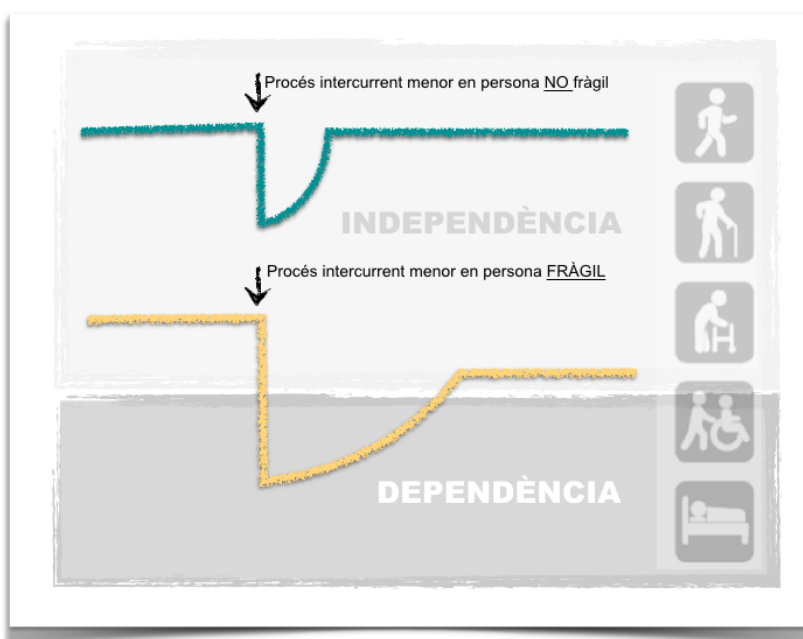 Procés intercurrent menor en persona NO fràgil
INDEPENDÈNCIA
Procés intercurrent menor en persona FRÀGIL
DEPENDÈNCIA